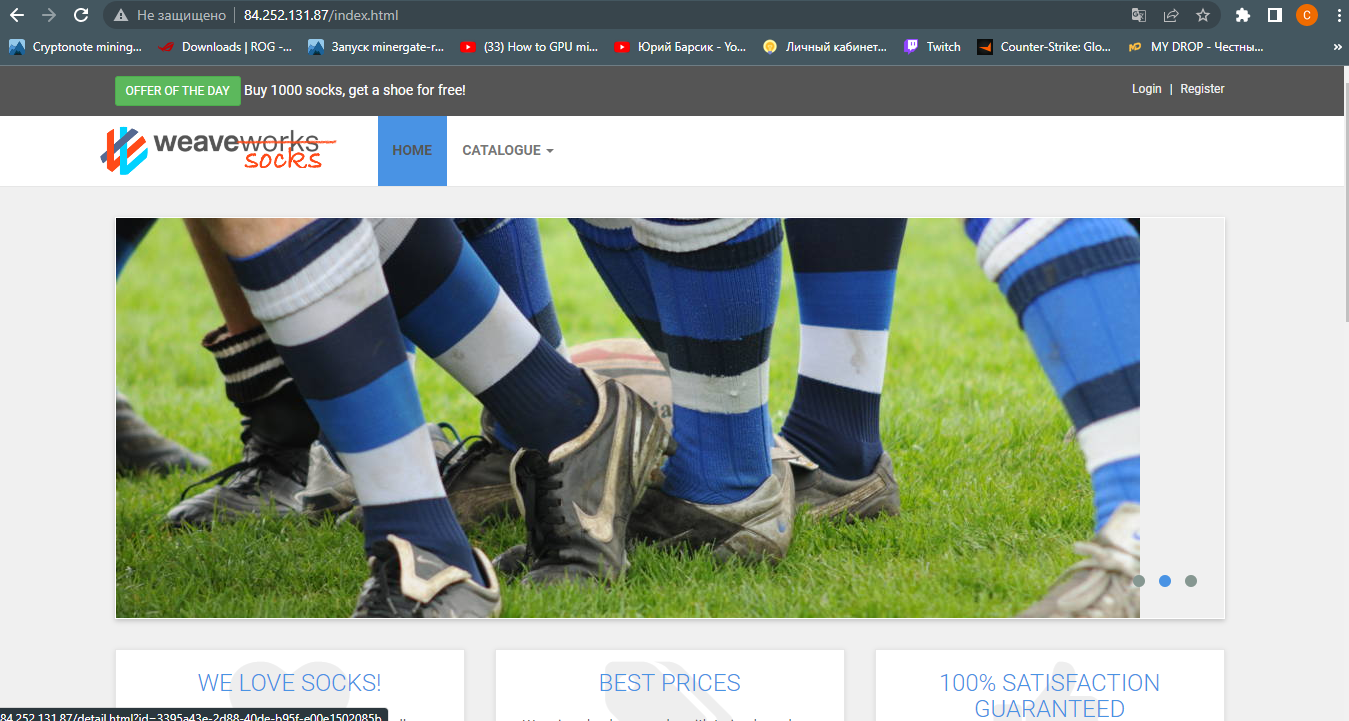 Не защищено
84.252.131.87/index.html
Cryptonote mining...
Downloads | ROG -...
Запуск minergate-r...
(33) How to GPU mi...
Юрий Барсик - Yo...
Личный кабинет...
Twitch
Counter-Strike: Glo...
MY DROP - Честны...
»
C
OFFER OF THE DAY Buy 1000 socks, get a shoe for free!
Login | Register
weaveworks
socks
HOME
CATALOGUE
WE LOVE SOCKS!
BEST PRICES
100% SATISFACTION
GUARANTEED
84.252.131.87/detail.html?id=3395a43e-2d88-40de-b95f-e00e1502085b